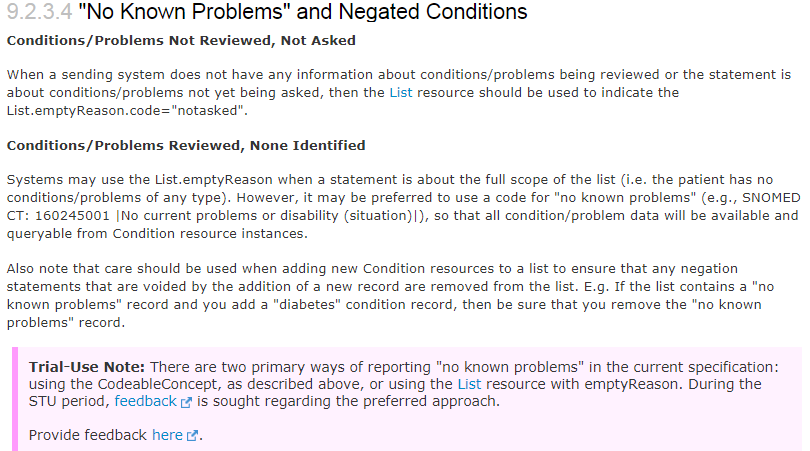 9.2.3.4 "No Known Problems" and Negated Conditions
Conditions/Problems Not Reviewed, Not Asked
When a sending system does not have any information about conditions/problems being reviewed or the statement is
about conditions/problems not yet being asked, then the List resource should be used to indicate the
List.emptyReason.code="notasked".
Conditions/Problems Reviewed, None Identified
Systems may use the List.emptyReason when a statement is about the full scope of the list (i.e. the patient has no
conditions/problems of any type). However, it may be preferred to use a code for "no known problems" (e.g., SNOMED
CT: 160245001 |No current problems or disability (situation)|), so that all condition/problem data will be available and
queryable from Condition resource instances.
Also note that care should be used when adding new Condition resources to a list to ensure that any negation
statements that are voided by the addition of a new record are removed from the list. E.g. If the list contains a "no
known problems" record and you add a "diabetes" condition record, then be sure that you remove the "no known
problems" record.
Trial-Use Note: There are two primary ways of reporting "no known problems" in the current specification:
using the CodeableConcept, as described above, or using the List resource with emptyReason. During the
STU period, feedback is sought regarding the preferred approach.
Provide feedback here.